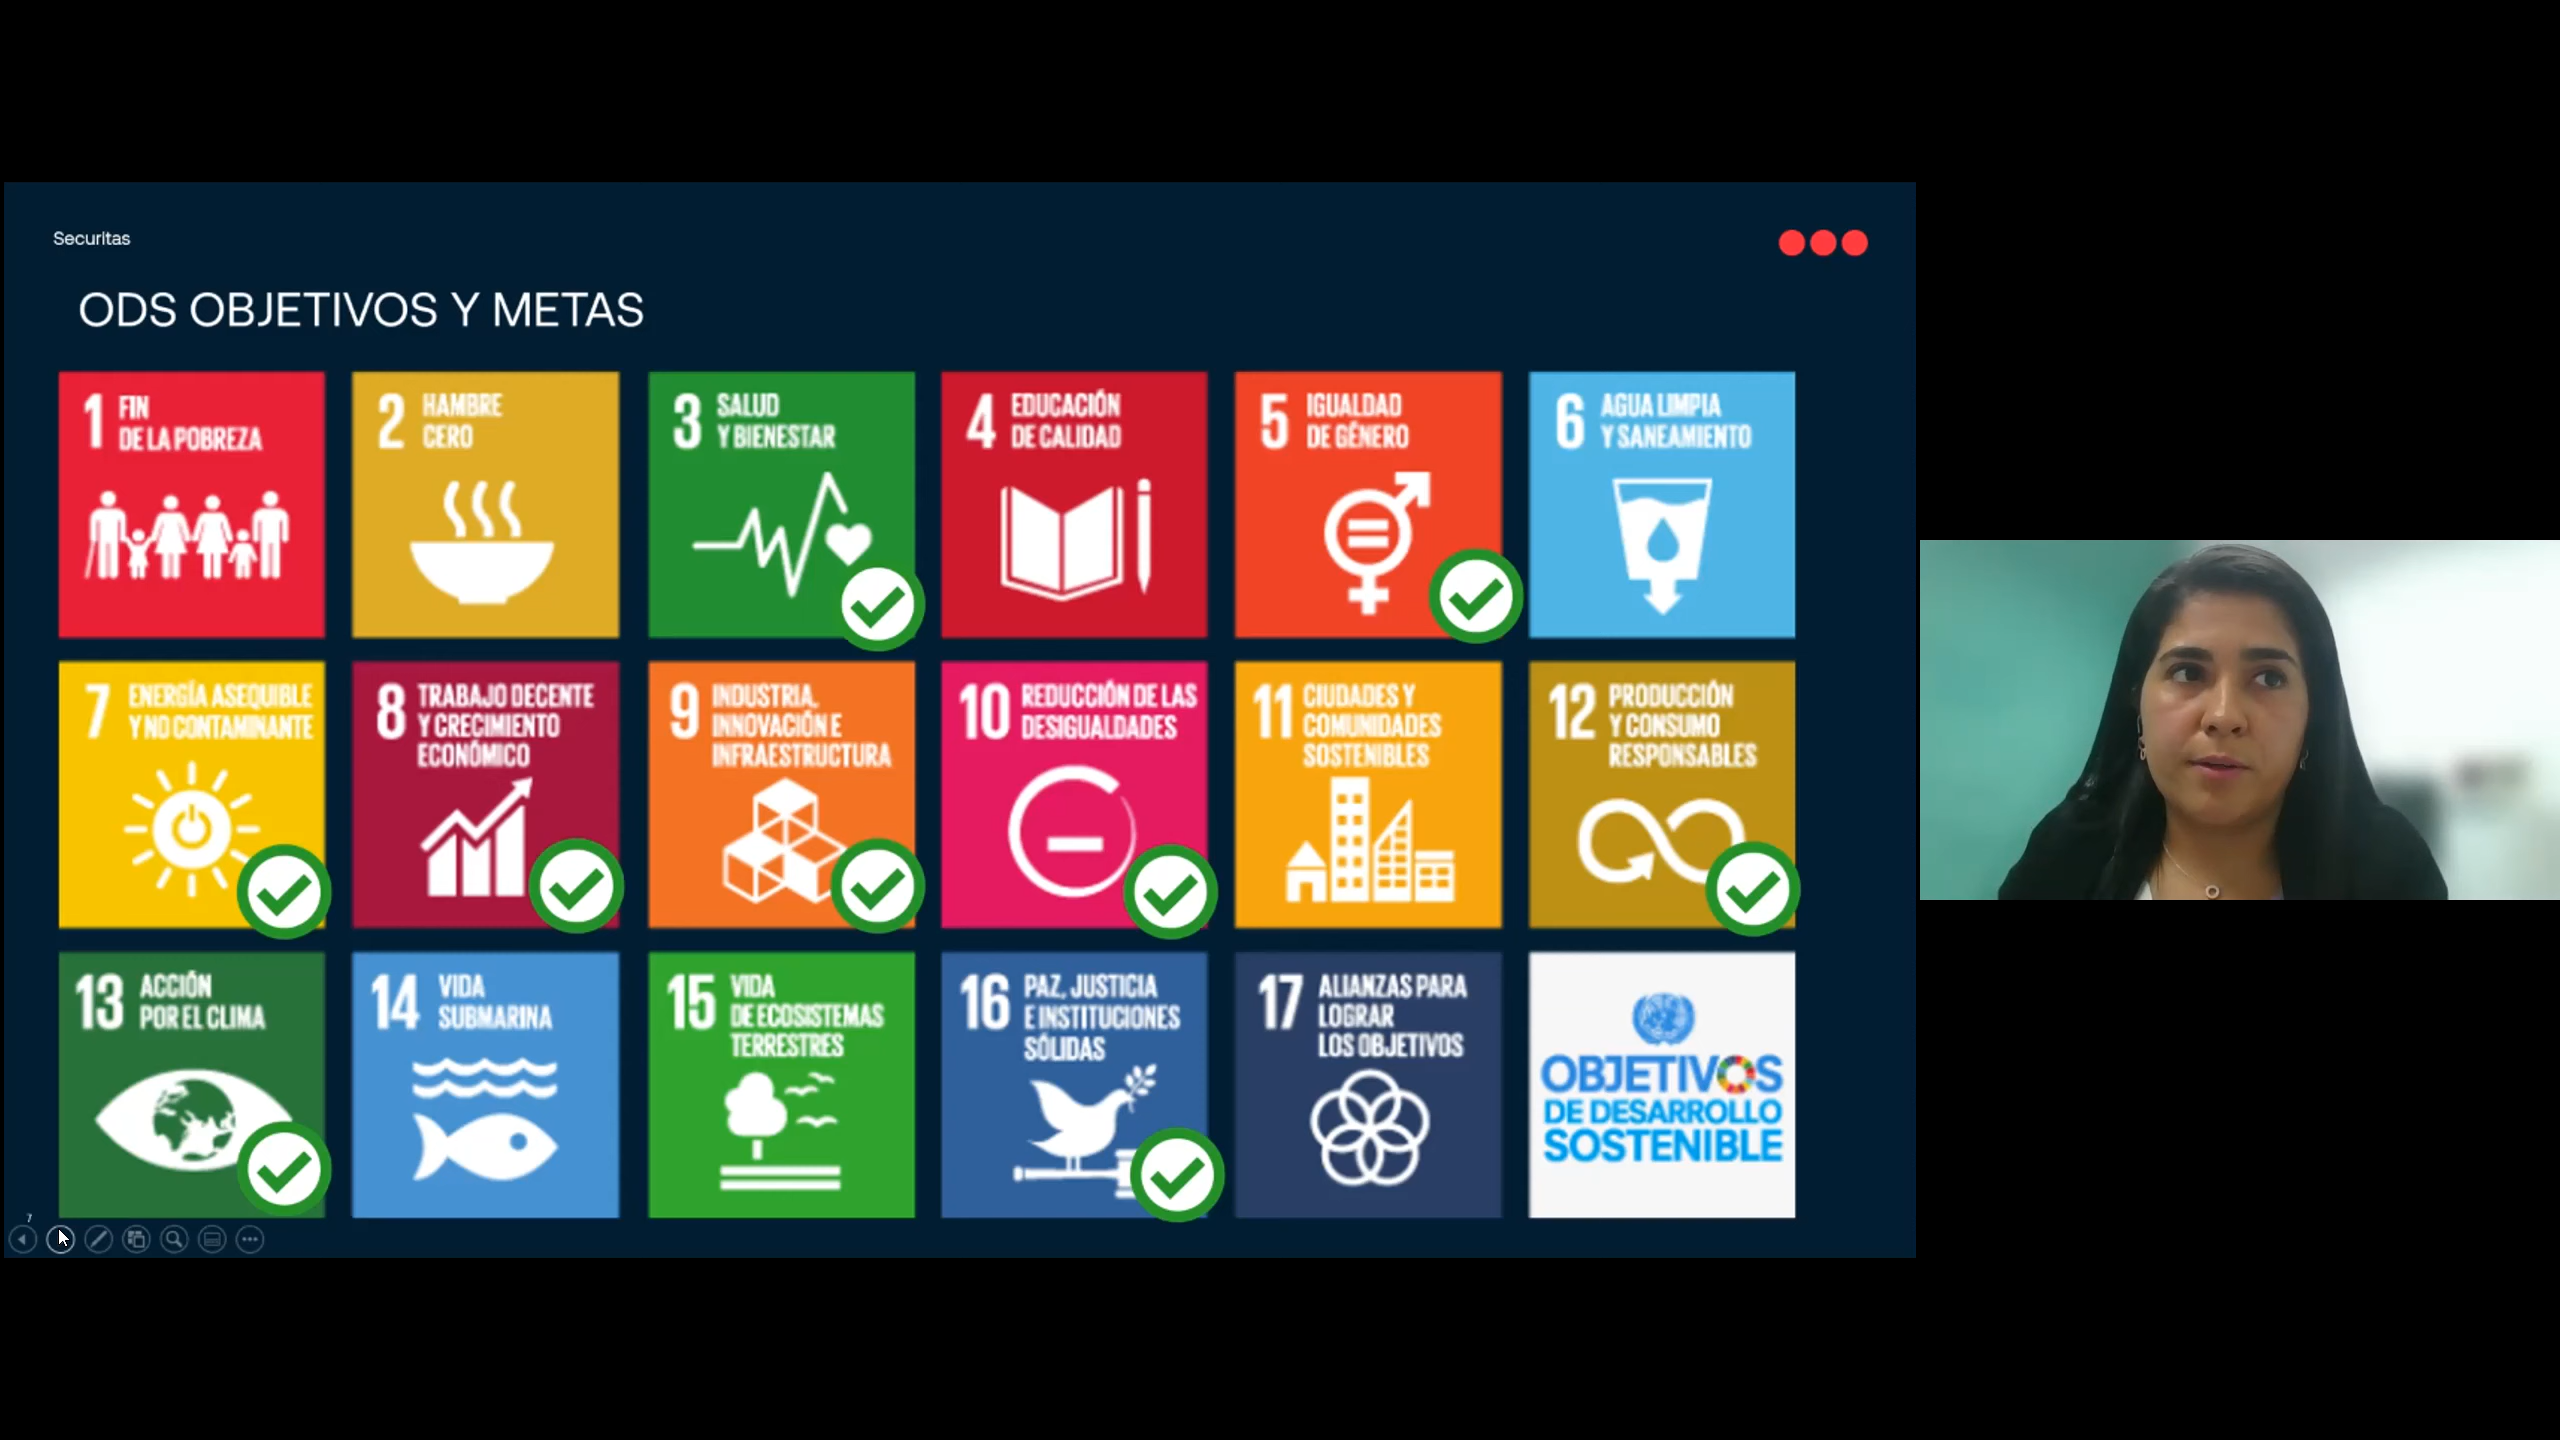 Securitas
ODS OBJETIVOS Y METAS
1 FIN
DE LA POBREZA
2 HAMBRE
CERO
3 SALUD
Y BIENESTAR
4 EDUCACIÓN
DE CALIDAD
5 IGUALDAD
DE GÉNERO
6 AGUA LIMPIA
Y SANEAMIENTO
7 ENERGÍA ASEQUIBLE
Y NO CONTAMINANTE
8 TRABAJO DECENTE
Y CRECIMIENTO
ECONÓMICO
9 INDUSTRIA,
INNOVACIÓN E
INFRAESTRUCTURA
10 REDUCCIÓN DE LAS
DESIGUALDADES
11 CIUDADES Y
COMUNIDADES
SOSTENIBLES
12 PRODUCCIÓN
Y CONSUMO
RESPONSABLES
13 ACCIÓN
POR EL CLIMA
14 VIDA
SUBMARINA
15 VIDA
DE ECOSISTEMAS
TERRESTRES
16 PAZ, JUSTICIA
E INSTITUCIONES
SÓLIDAS
17 ALIANZAS PARA
LOGRAR
LOS OBJETIVOS
OBJETIVOS
DE DESARROLLO
SOSTENIBLE
7